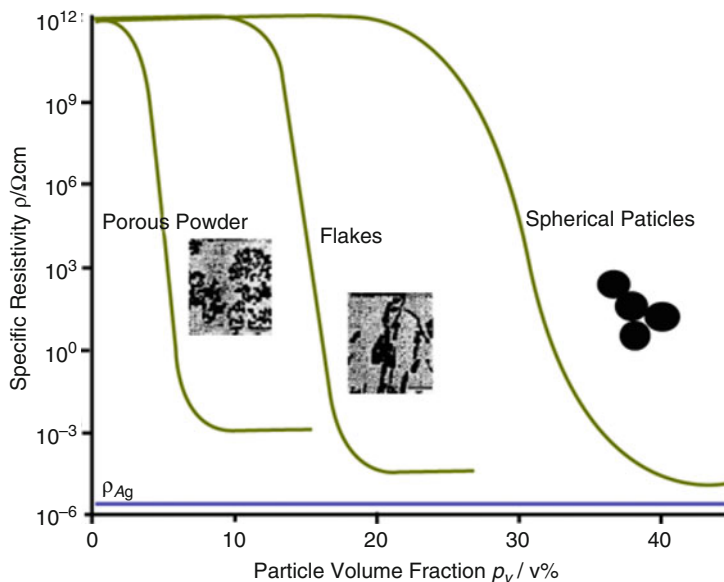 10¹²
10⁹
10⁶
10³
10⁰
10⁻³
10⁻⁶
Specific Resistivity ρ/Ωcm
Porous Powder
Flakes
Spherical Paticles
ρAg
0
10
20
30
40
Particle Volume Fraction pᵥ / v%